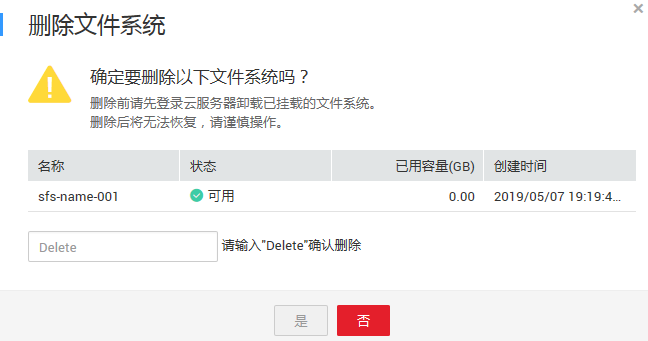 删除文件系统
确定要删除以下文件系统吗？
删除前请先登录云服务器卸载已挂载的文件系统。
删除后将无法恢复，请谨慎操作。
名称 状态 已用容量(GB) 创建时间
sfs-name-001 可用 0.00 2019/05/07 19:19:4...
Delete 请输入"Delete"确认删除
是 否